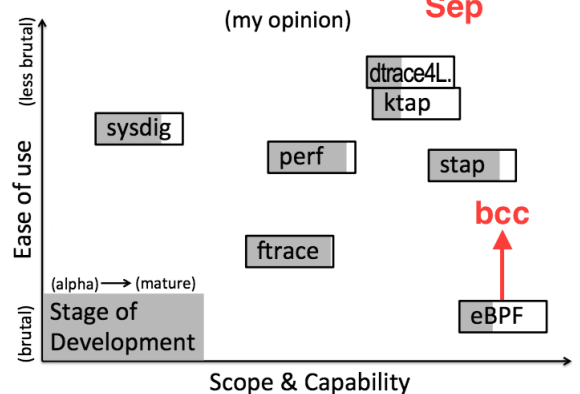 Sep
(my opinion)
(less brutal)
Ease of use
(brutal)
dtrace4L.
ktap
sysdig
perf
stap
bcc
ftrace
eBPF
(alpha) → (mature)
Stage of
Development
Scope & Capability